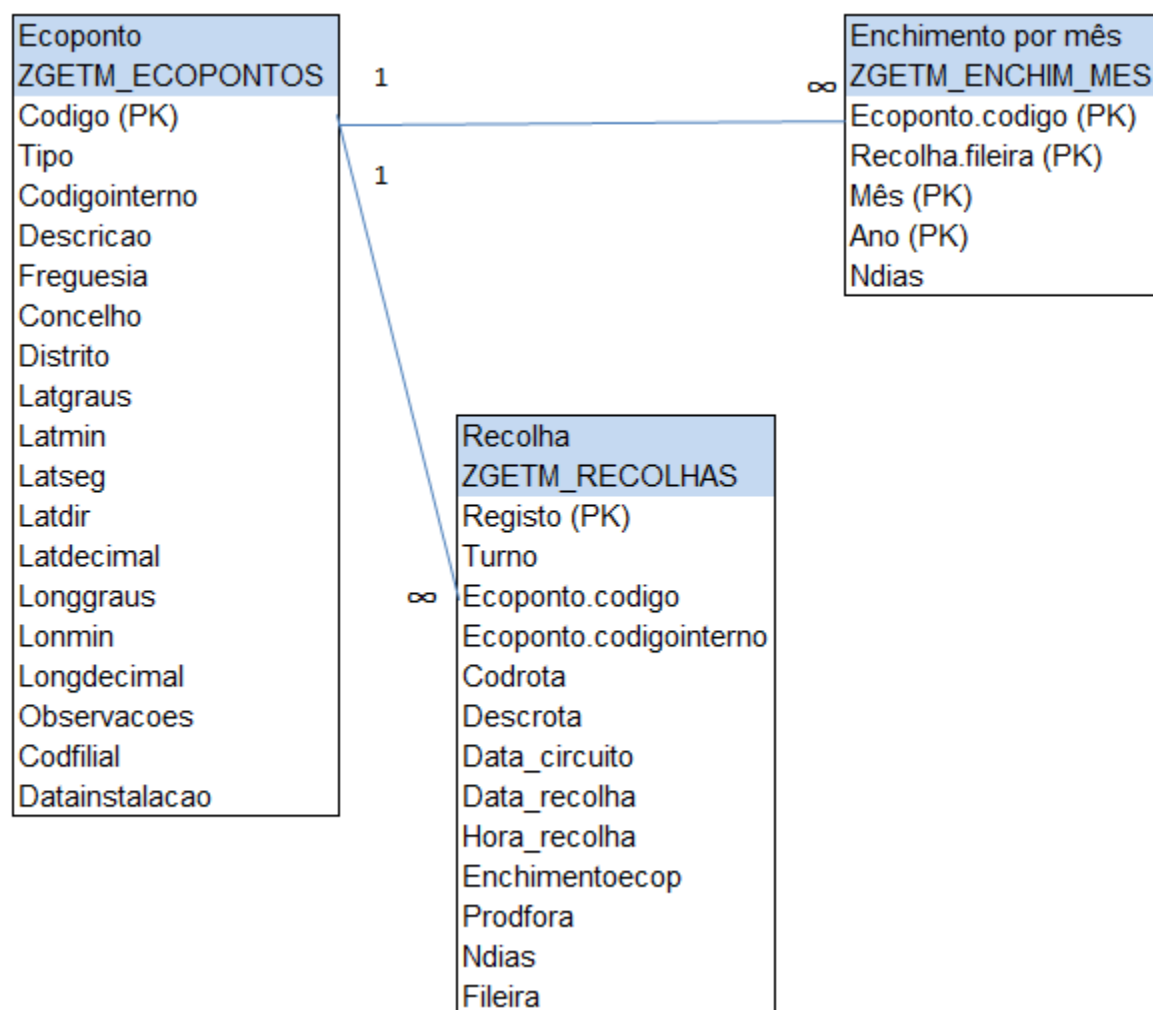 Ecoponto
ZGETM_ECOPONTOS
Codigo (PK)
Tipo
Codigointerno
Descricao
Freguesia
Concelho
Distrito
Latgraus
Latmin
Latseg
Latdir
Latdecimal
Longgraus
Lonmin
Longdecimal
Observacoes
Codfilial
Datainstalacao
1
1
∞
∞
Enchimento por mês
ZGETM_ENCHIM_MES
Ecoponto.codigo (PK)
Recolha.fileira (PK)
Mês (PK)
Ano (PK)
Ndias
Recolha
ZGETM_RECOLHAS
Registo (PK)
Turno
Ecoponto.codigo
Ecoponto.codigointerno
Codrota
Descrota
Data_circuito
Data_recolha
Hora_recolha
Enchimentoecop
Prodfora
Ndias
Fileira